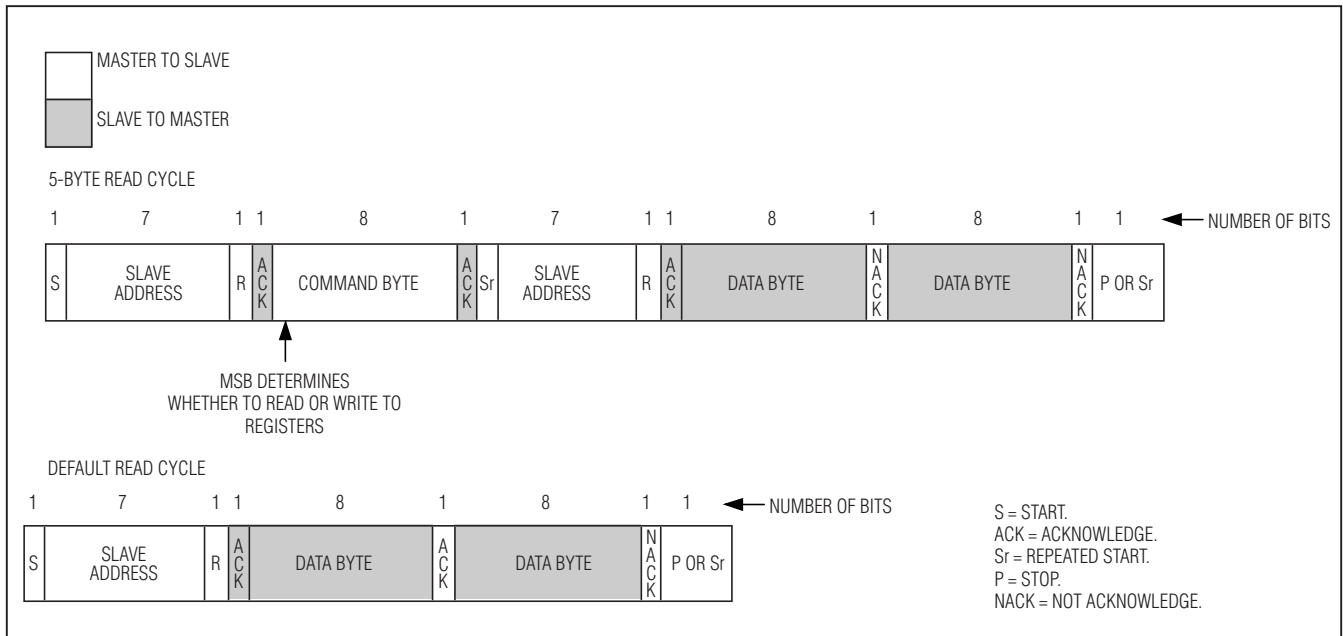 MASTER TO SLAVE
SLAVE TO MASTER
5-BYTE READ CYCLE
1 7 1 1 8 1 7 1 1 8 1 8 1 1 NUMBER OF BITS
S SLAVE ADDRESS R ACK COMMAND BYTE ACK Sr SLAVE ADDRESS R ACK DATA BYTE NACK DATA BYTE NACK P OR Sr
MSB DETERMINES
WHETHER TO READ OR WRITE TO
REGISTERS
DEFAULT READ CYCLE
1 7 1 1 8 1 8 1 1 NUMBER OF BITS
S SLAVE ADDRESS R ACK DATA BYTE ACK DATA BYTE NACK P OR Sr
S = START.
ACK = ACKNOWLEDGE.
Sr = REPEATED START.
P = STOP.
NACK = NOT ACKNOWLEDGE.